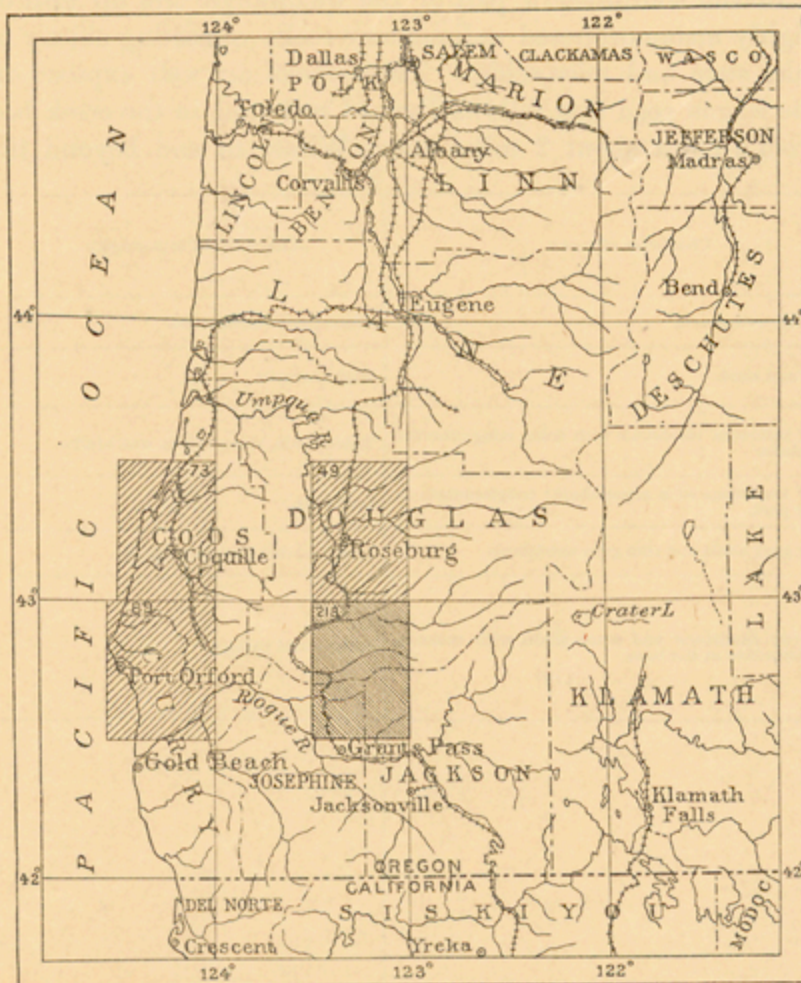 124° 123° 122°
Dallas SALEM CLACKAMAS WASCO
POLK MARION
Toledo
JEFFERSON
Albany Madras
LINCOLN
Corvallis LINN
BENTON
Bend
LANE
Eugene
44° 44°
DESCHUTES
PACIFIC OCEAN
Umpqua R
73 49
DOUGLAS
COOS
Coquille Roseburg
LAKE
43° 43°
89 218 Crater L
CURRY
Port Orford KLAMATH
Rogue R
Grants Pass
Gold Beach JACKSON
JOSEPHINE
Jacksonville Klamath
Falls
OREGON
42° 42°
CALIFORNIA
DEL NORTE SISKIYOU
MODOC
Crescent Yreka
124° 123° 122°